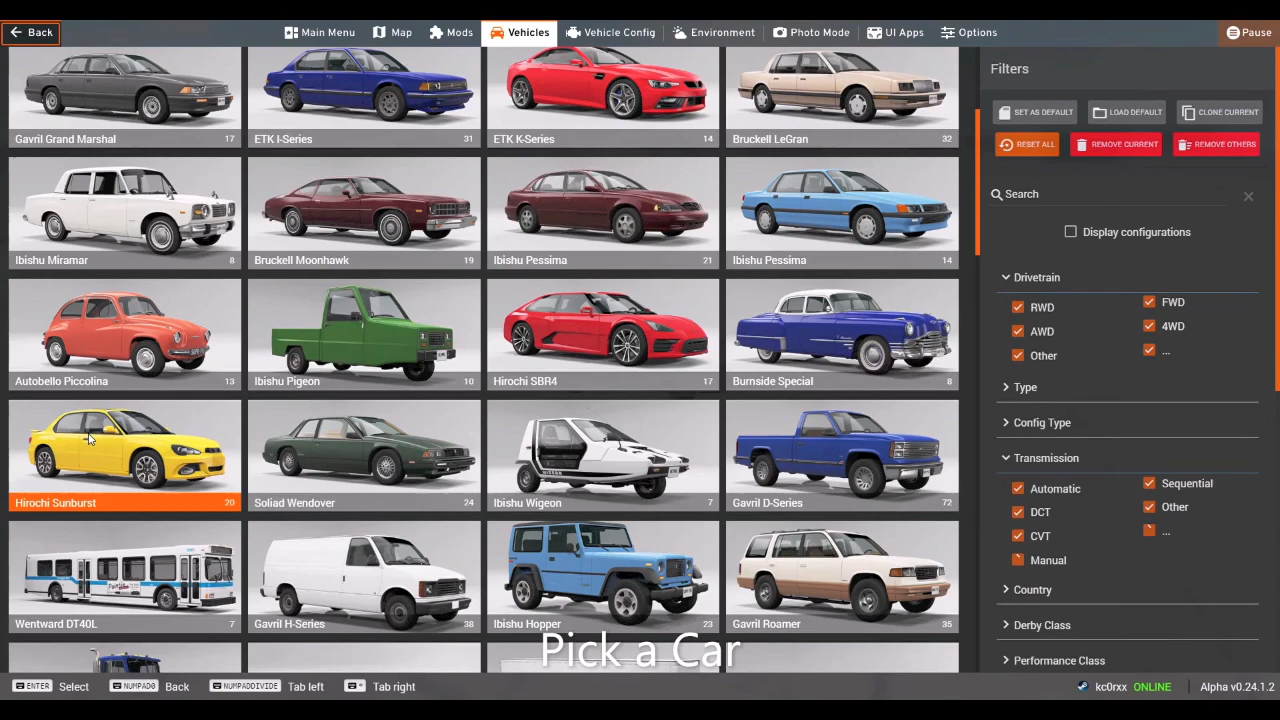 Back
Main Menu
Map
Mods
Vehicles
Vehicle Config
Environment
Photo Mode
UI Apps
Options
Pause
Gavril Grand Marshal 17
ETK I-Series 31
ETK K-Series 14
Bruckell LeGran 32
Ibishu Miramar 8
Bruckell Moonhawk 19
Ibishu Pessima 21
Ibishu Pessima 14
Autobello Piccolina 13
Ibishu Pigeon 10
Hirochi SBR4 17
Burnside Special 8
Hirochi Sunburst 20
Soliad Wendover 24
Ibishu Wigeon 7
Gavril D-Series 72
Wentward DT40L 7
Gavril H-Series 38
Ibishu Hopper 23
Gavril Roamer 35
Pick a Car
Filters
SET AS DEFAULT
LOAD DEFAULT
CLONE CURRENT
RESET ALL
REMOVE CURRENT
REMOVE OTHERS
Search
Display configurations
Drivetrain
RWD
FWD
AWD
4WD
Other
...
Type
Config Type
Transmission
Automatic
Sequential
DCT
Other
CVT
...
Manual
Country
Derby Class
Performance Class
ENTER Select
NUMPAD0 Back
NUMPADDIVIDE Tab left
Tab right
kc0rxx ONLINE
Alpha v0.24.1.2